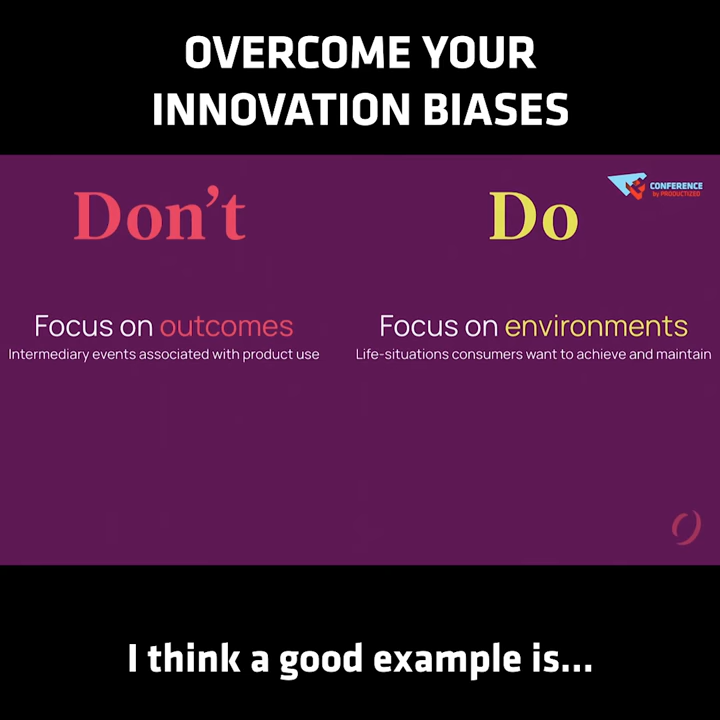 OVERCOME YOUR
INNOVATION BIASES
Don't
Do
CONFERENCE
by PRODUCTIZED
Focus on outcomes
Intermediary events associated with product use
Focus on environments
Life-situations consumers want to achieve and maintain
I think a good example is...